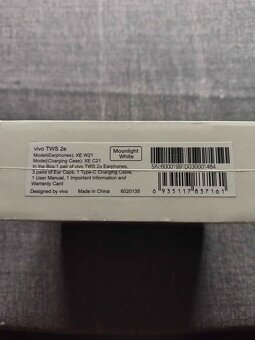 vivo TWS 2e
Model(Earphones): XE W21
Model(Charging Case): XE C21
In the Box:1 pair of vivo TWS 2e Earphones,
3 pairs of Ear Caps, 1 Type-C Charging Cable,
1 User Manual, 1 Important Information and
Warranty Card
Designed by vivo Made in China 6020135
Moonlight
White
6 935117 837161